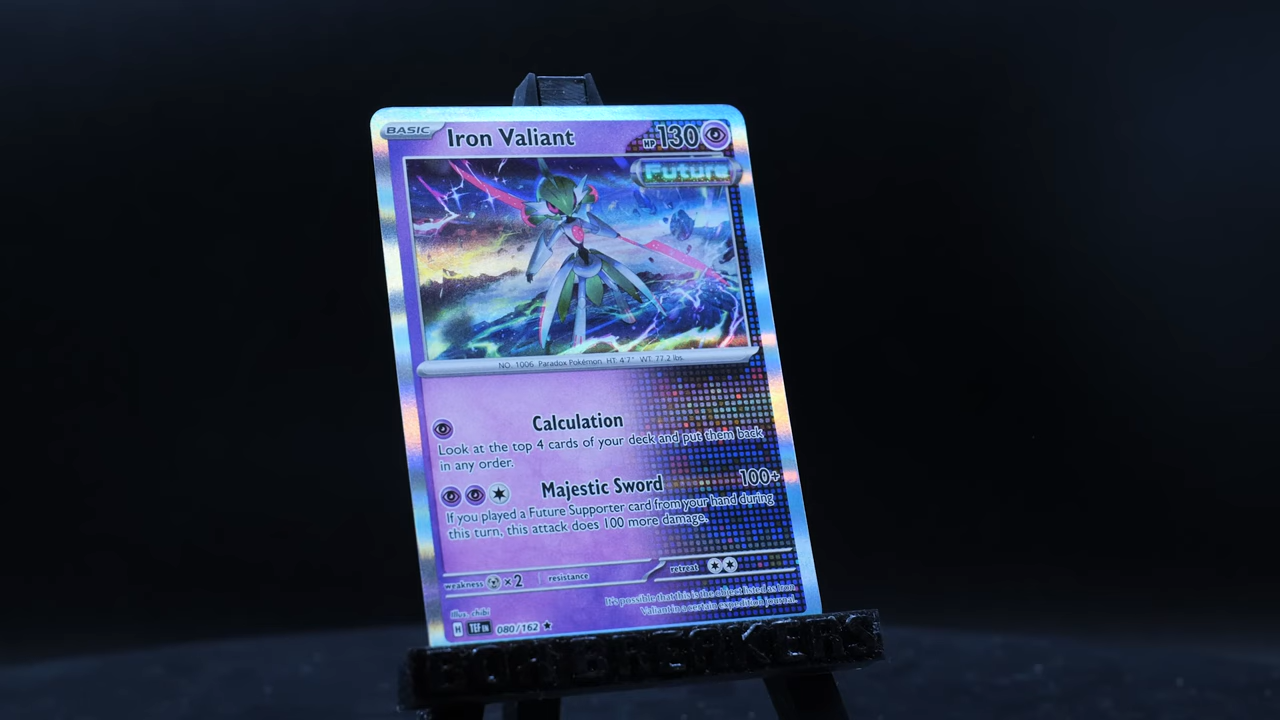 BASIC Iron Valiant HP 130
Future
NO. 1006 Paradox Pokémon HT: 4'7" WT: 77.2 lbs.
Calculation
Look at the top 4 cards of your deck and put them back
in any order.
Majestic Sword 100+
If you played a Future Supporter card from your hand during
this turn, this attack does 100 more damage.
weakness ×2 resistance retreat
It's possible that this is the object listed as Iron
Valiant in a certain expedition journal.
Illus. chibi
H TEF EN 080/162 ★
BOX BREAKERS